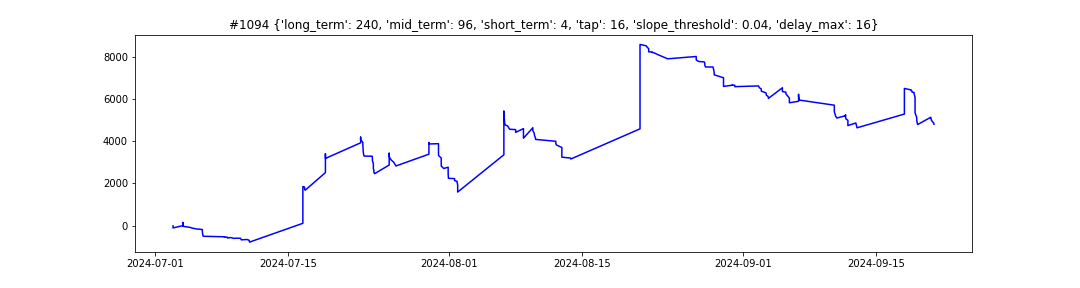 #1094 {'long_term': 240, 'mid_term': 96, 'short_term': 4, 'tap': 16, 'slope_threshold': 0.04, 'delay_max': 16}
8000
6000
4000
2000
0
2024-07-01 2024-07-15 2024-08-01 2024-08-15 2024-09-01 2024-09-15